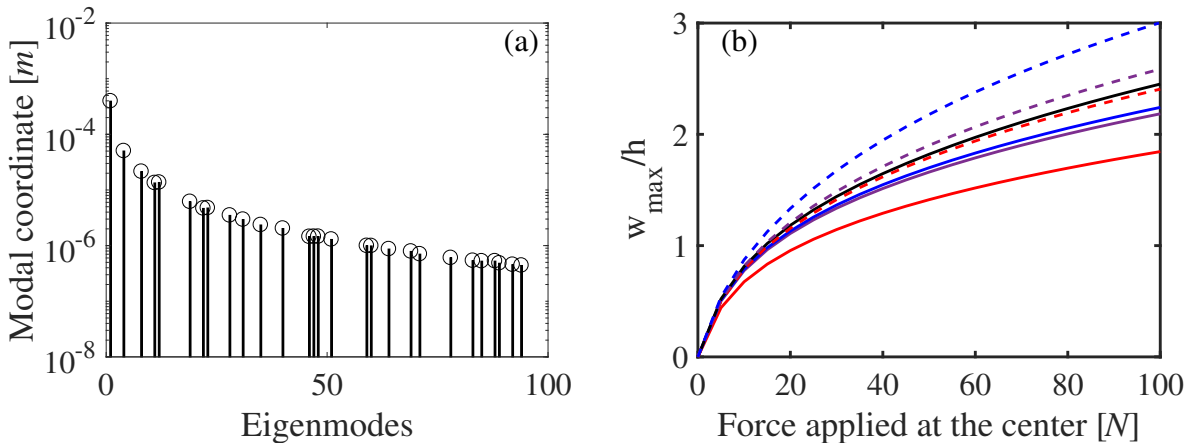 (a)
Modal coordinate [m]
10^-2
10^-4
10^-6
10^-8
0
50
100
Eigenmodes
(b)
w_max/h
3
2
1
0
0
20
40
60
80
100
Force applied at the center [N]